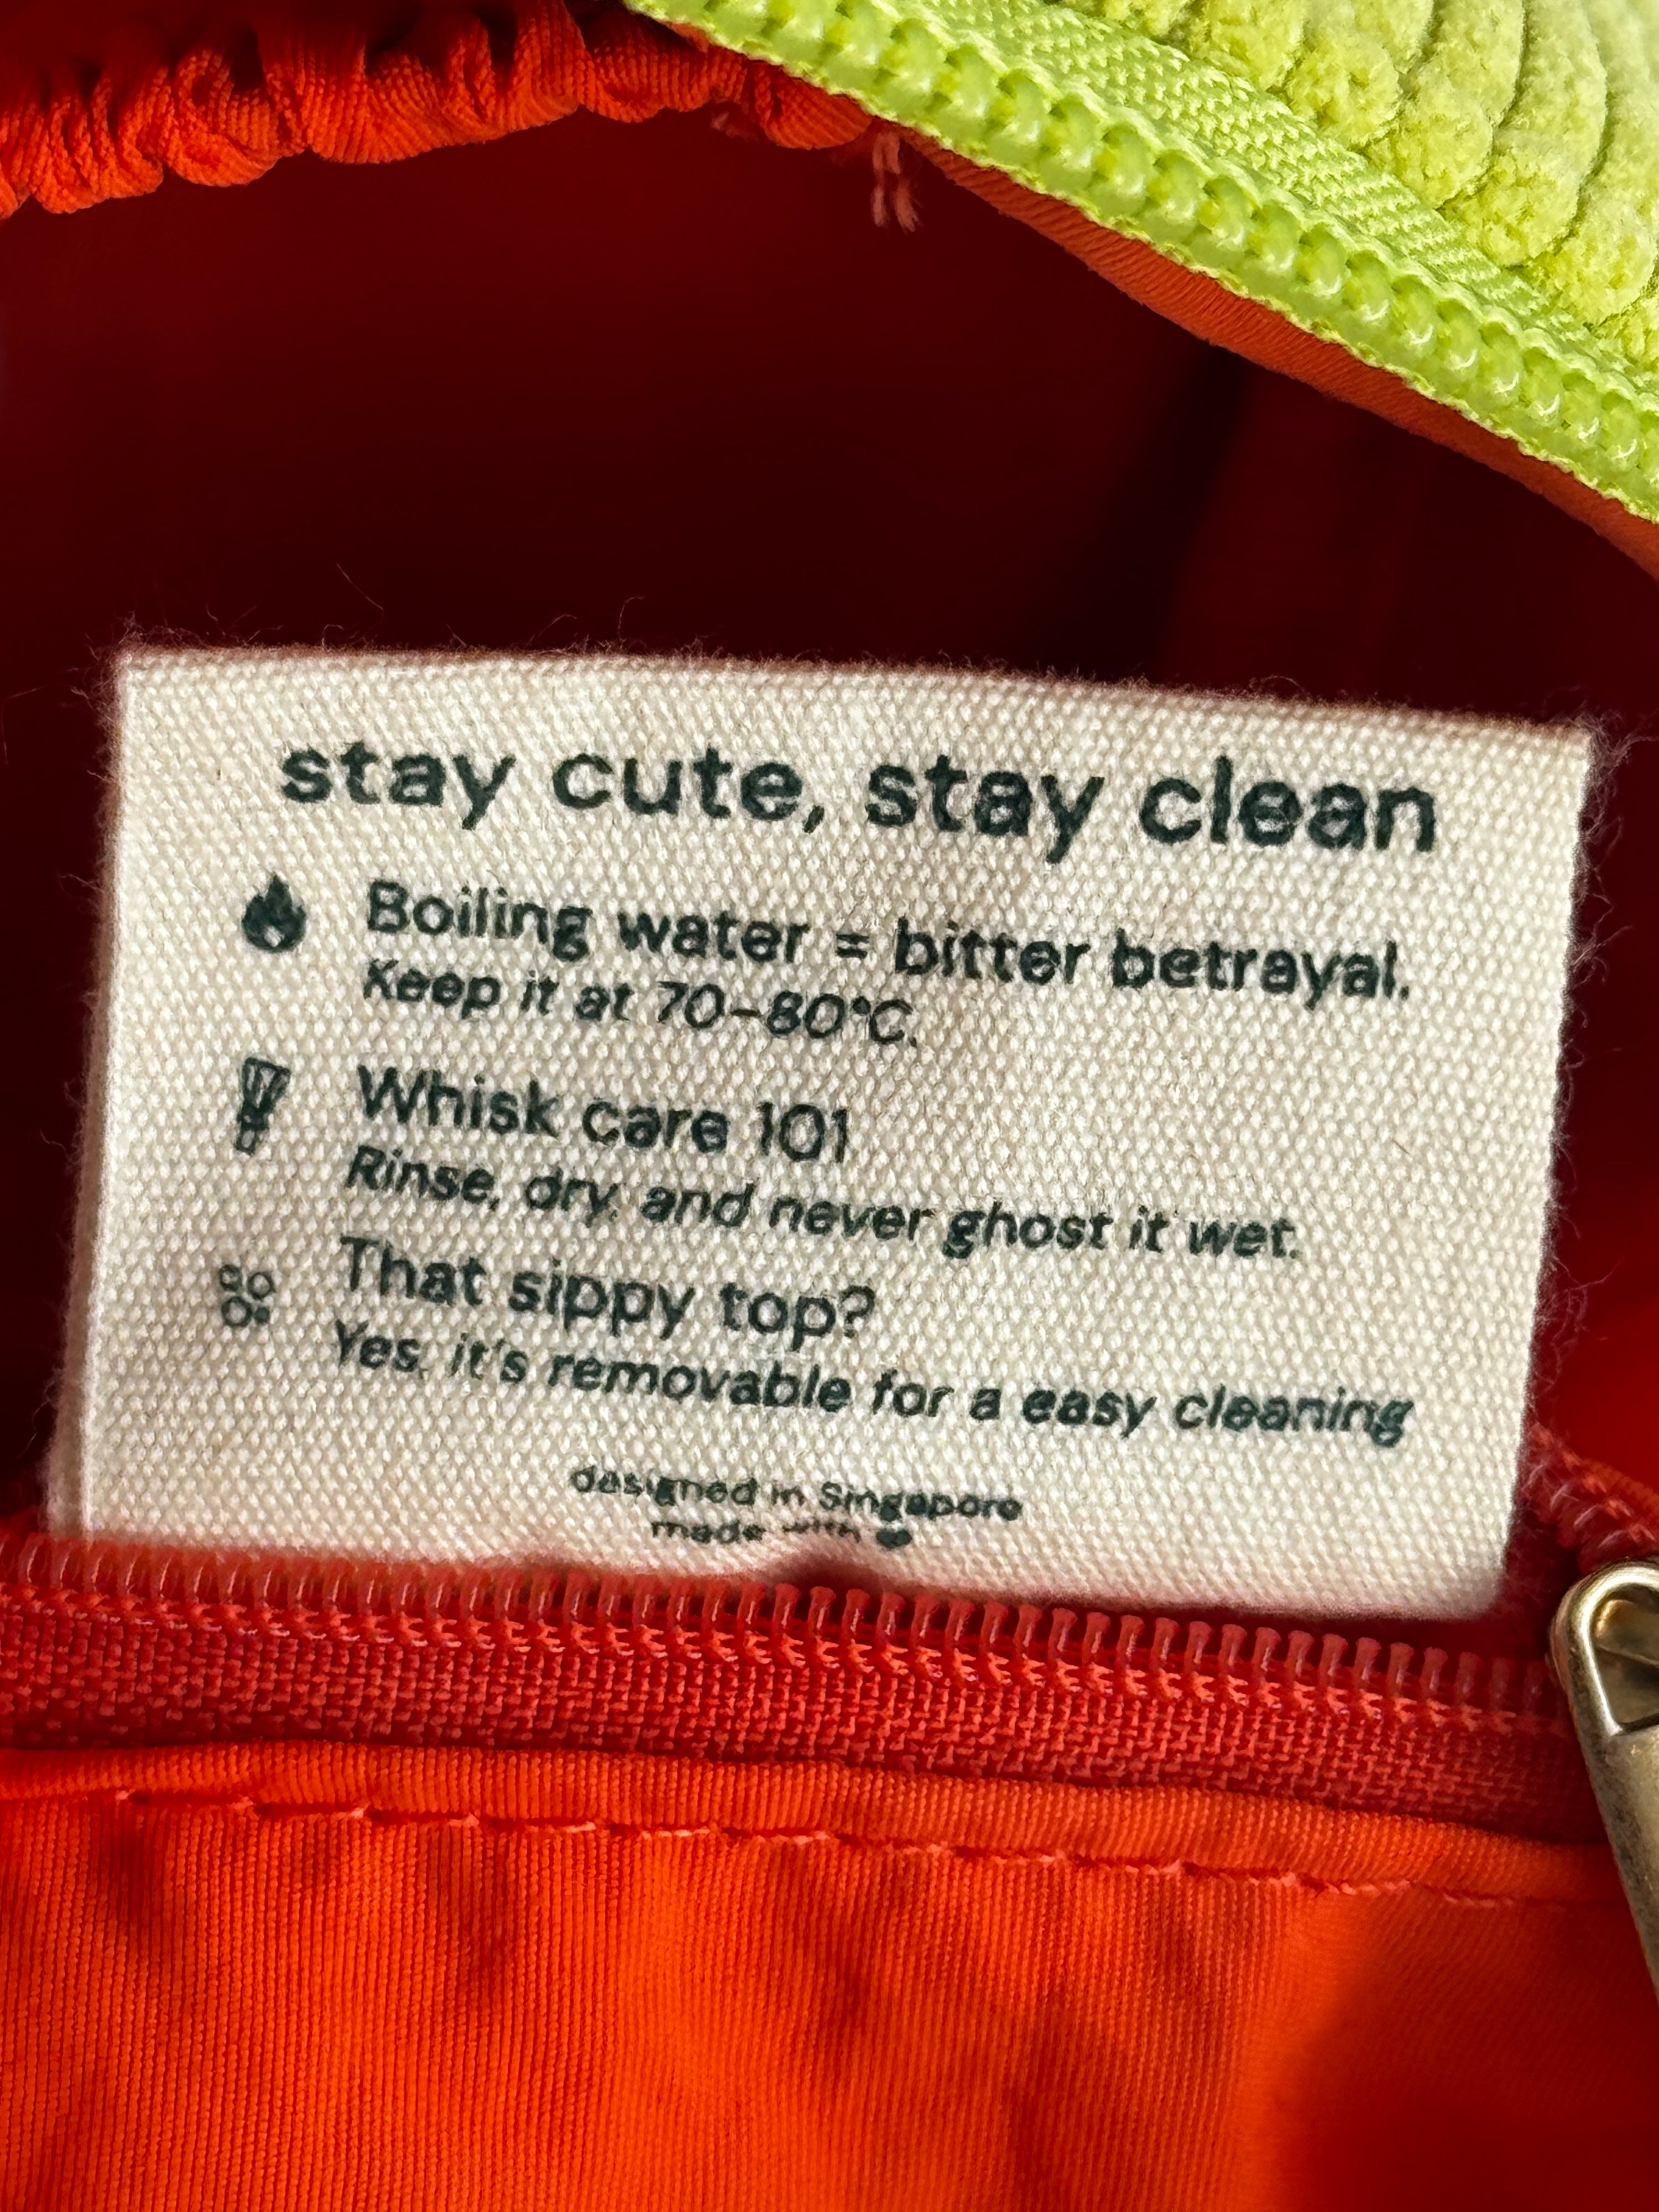 stay cute, stay clean
Boiling water = bitter betrayal.
Keep it at 70–80°C.
Whisk care 101
Rinse, dry, and never ghost it wet.
That sippy top?
Yes, it's removable for a easy cleaning
designed in Singapore
made with ♥